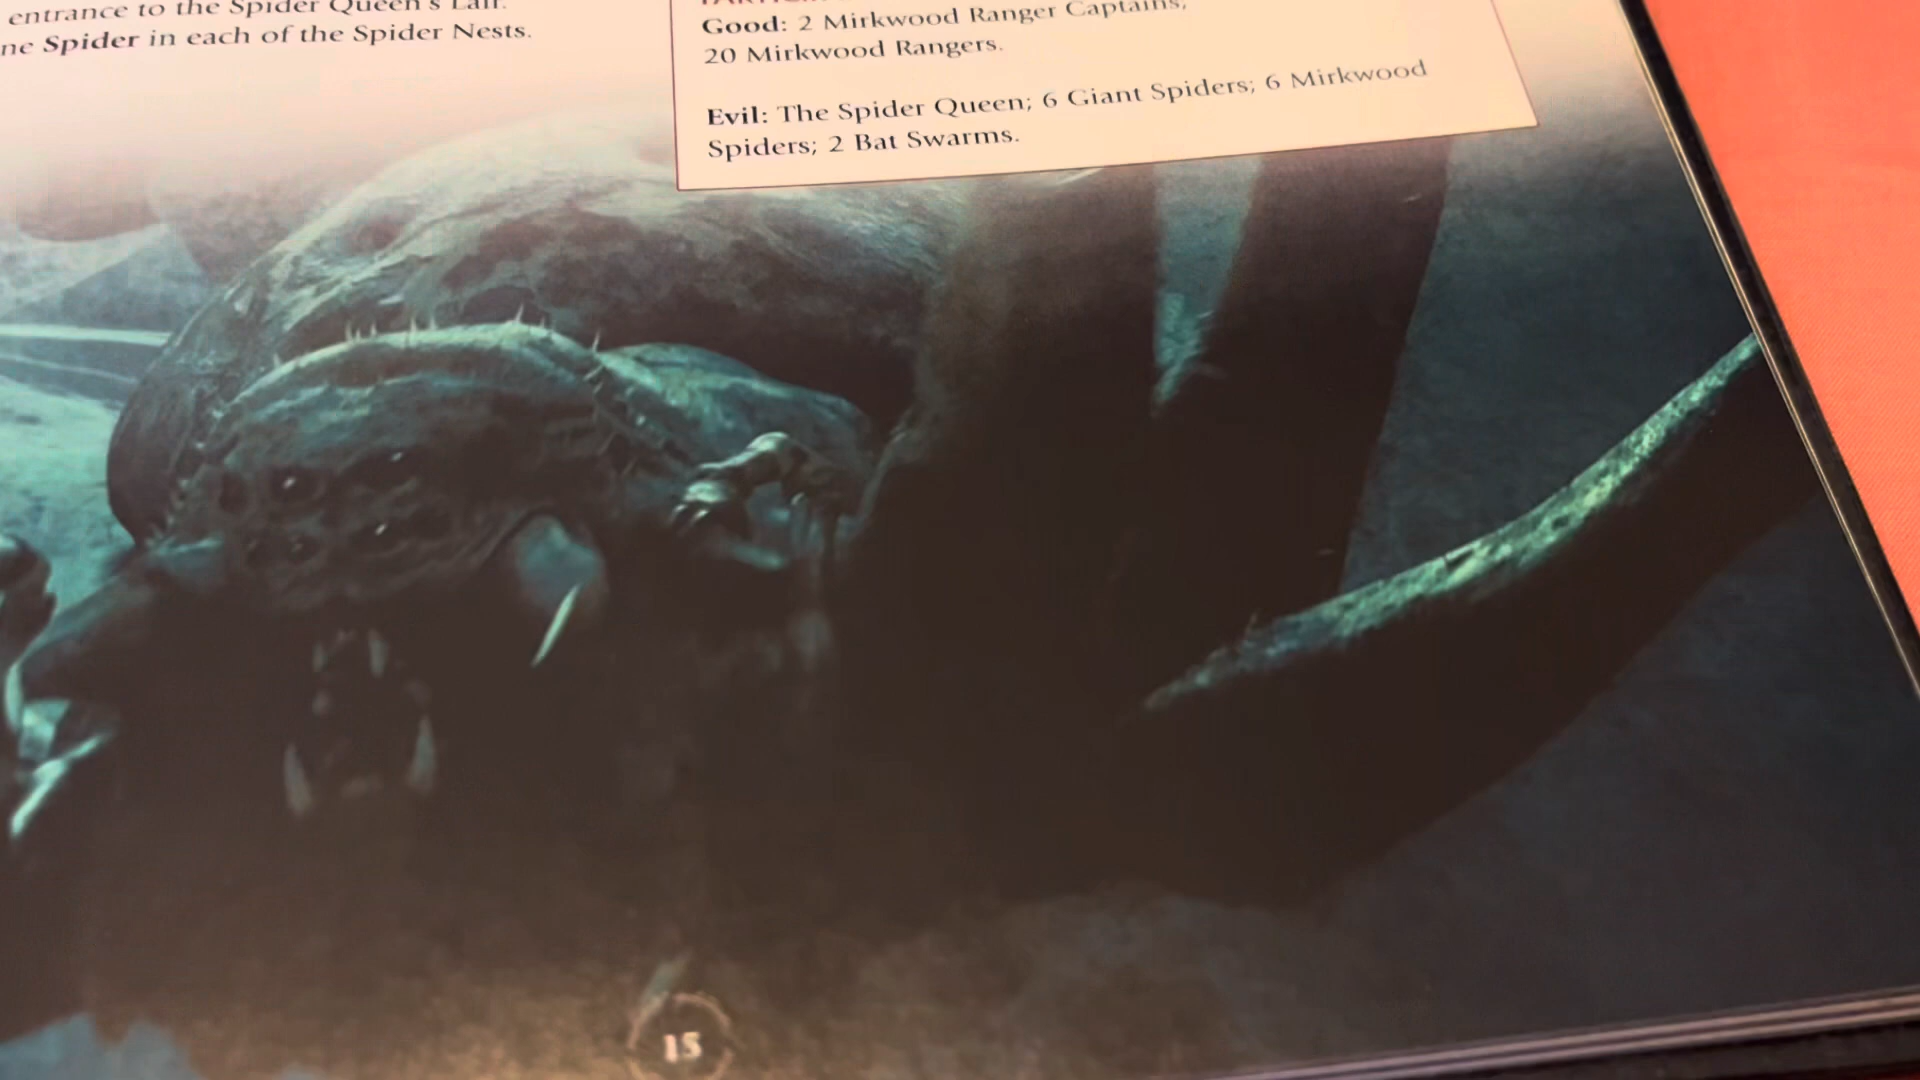 entrance to the Spider Queen's Lair.
ne Spider in each of the Spider Nests.
Good: 2 Mirkwood Ranger Captains;
20 Mirkwood Rangers.
Evil: The Spider Queen; 6 Giant Spiders; 6 Mirkwood
Spiders; 2 Bat Swarms.
15